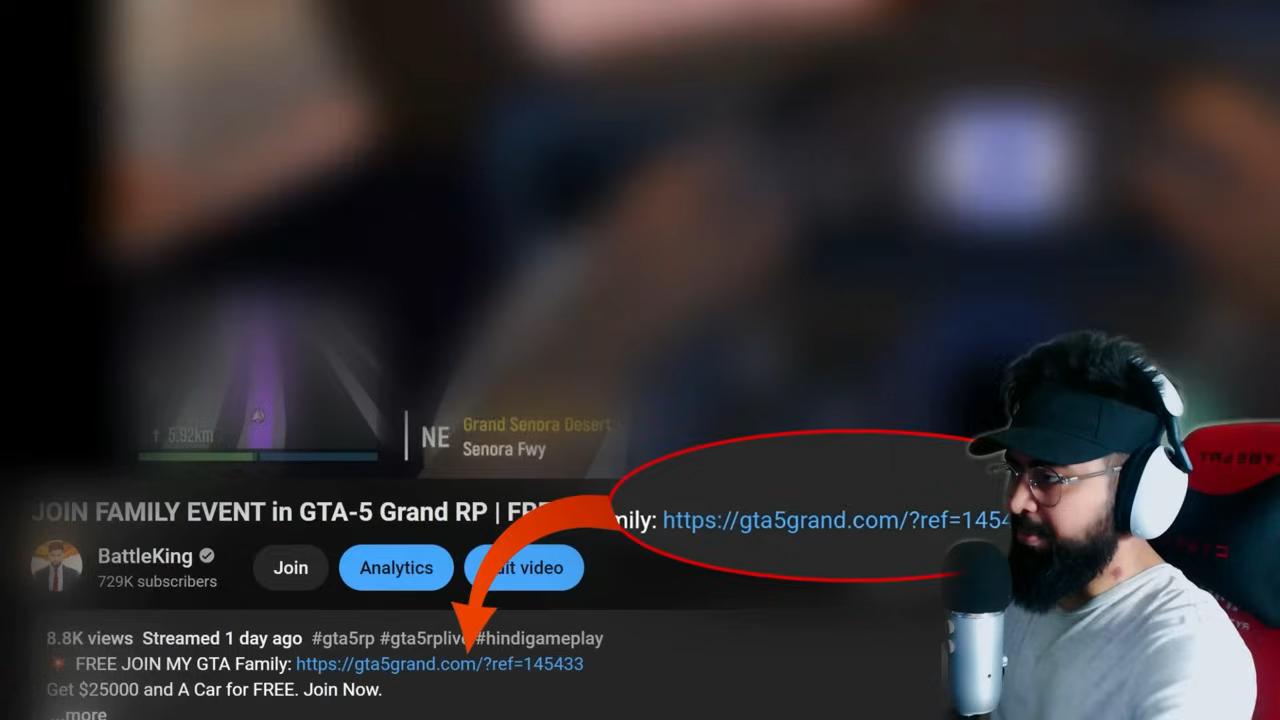 ↑ 5.92km
NE
Grand Senora Desert
Senora Fwy
JOIN FAMILY EVENT in GTA-5 Grand RP |
mily: https://gta5grand.com/?ref=1454
BattleKing
729K subscribers
Join
Analytics
it video
8.8K views Streamed 1 day ago #gta5rp #gta5rplive #hindigameplay
FREE JOIN MY GTA Family: https://gta5grand.com/?ref=145433
Get $25000 and A Car for FREE. Join Now.
...more